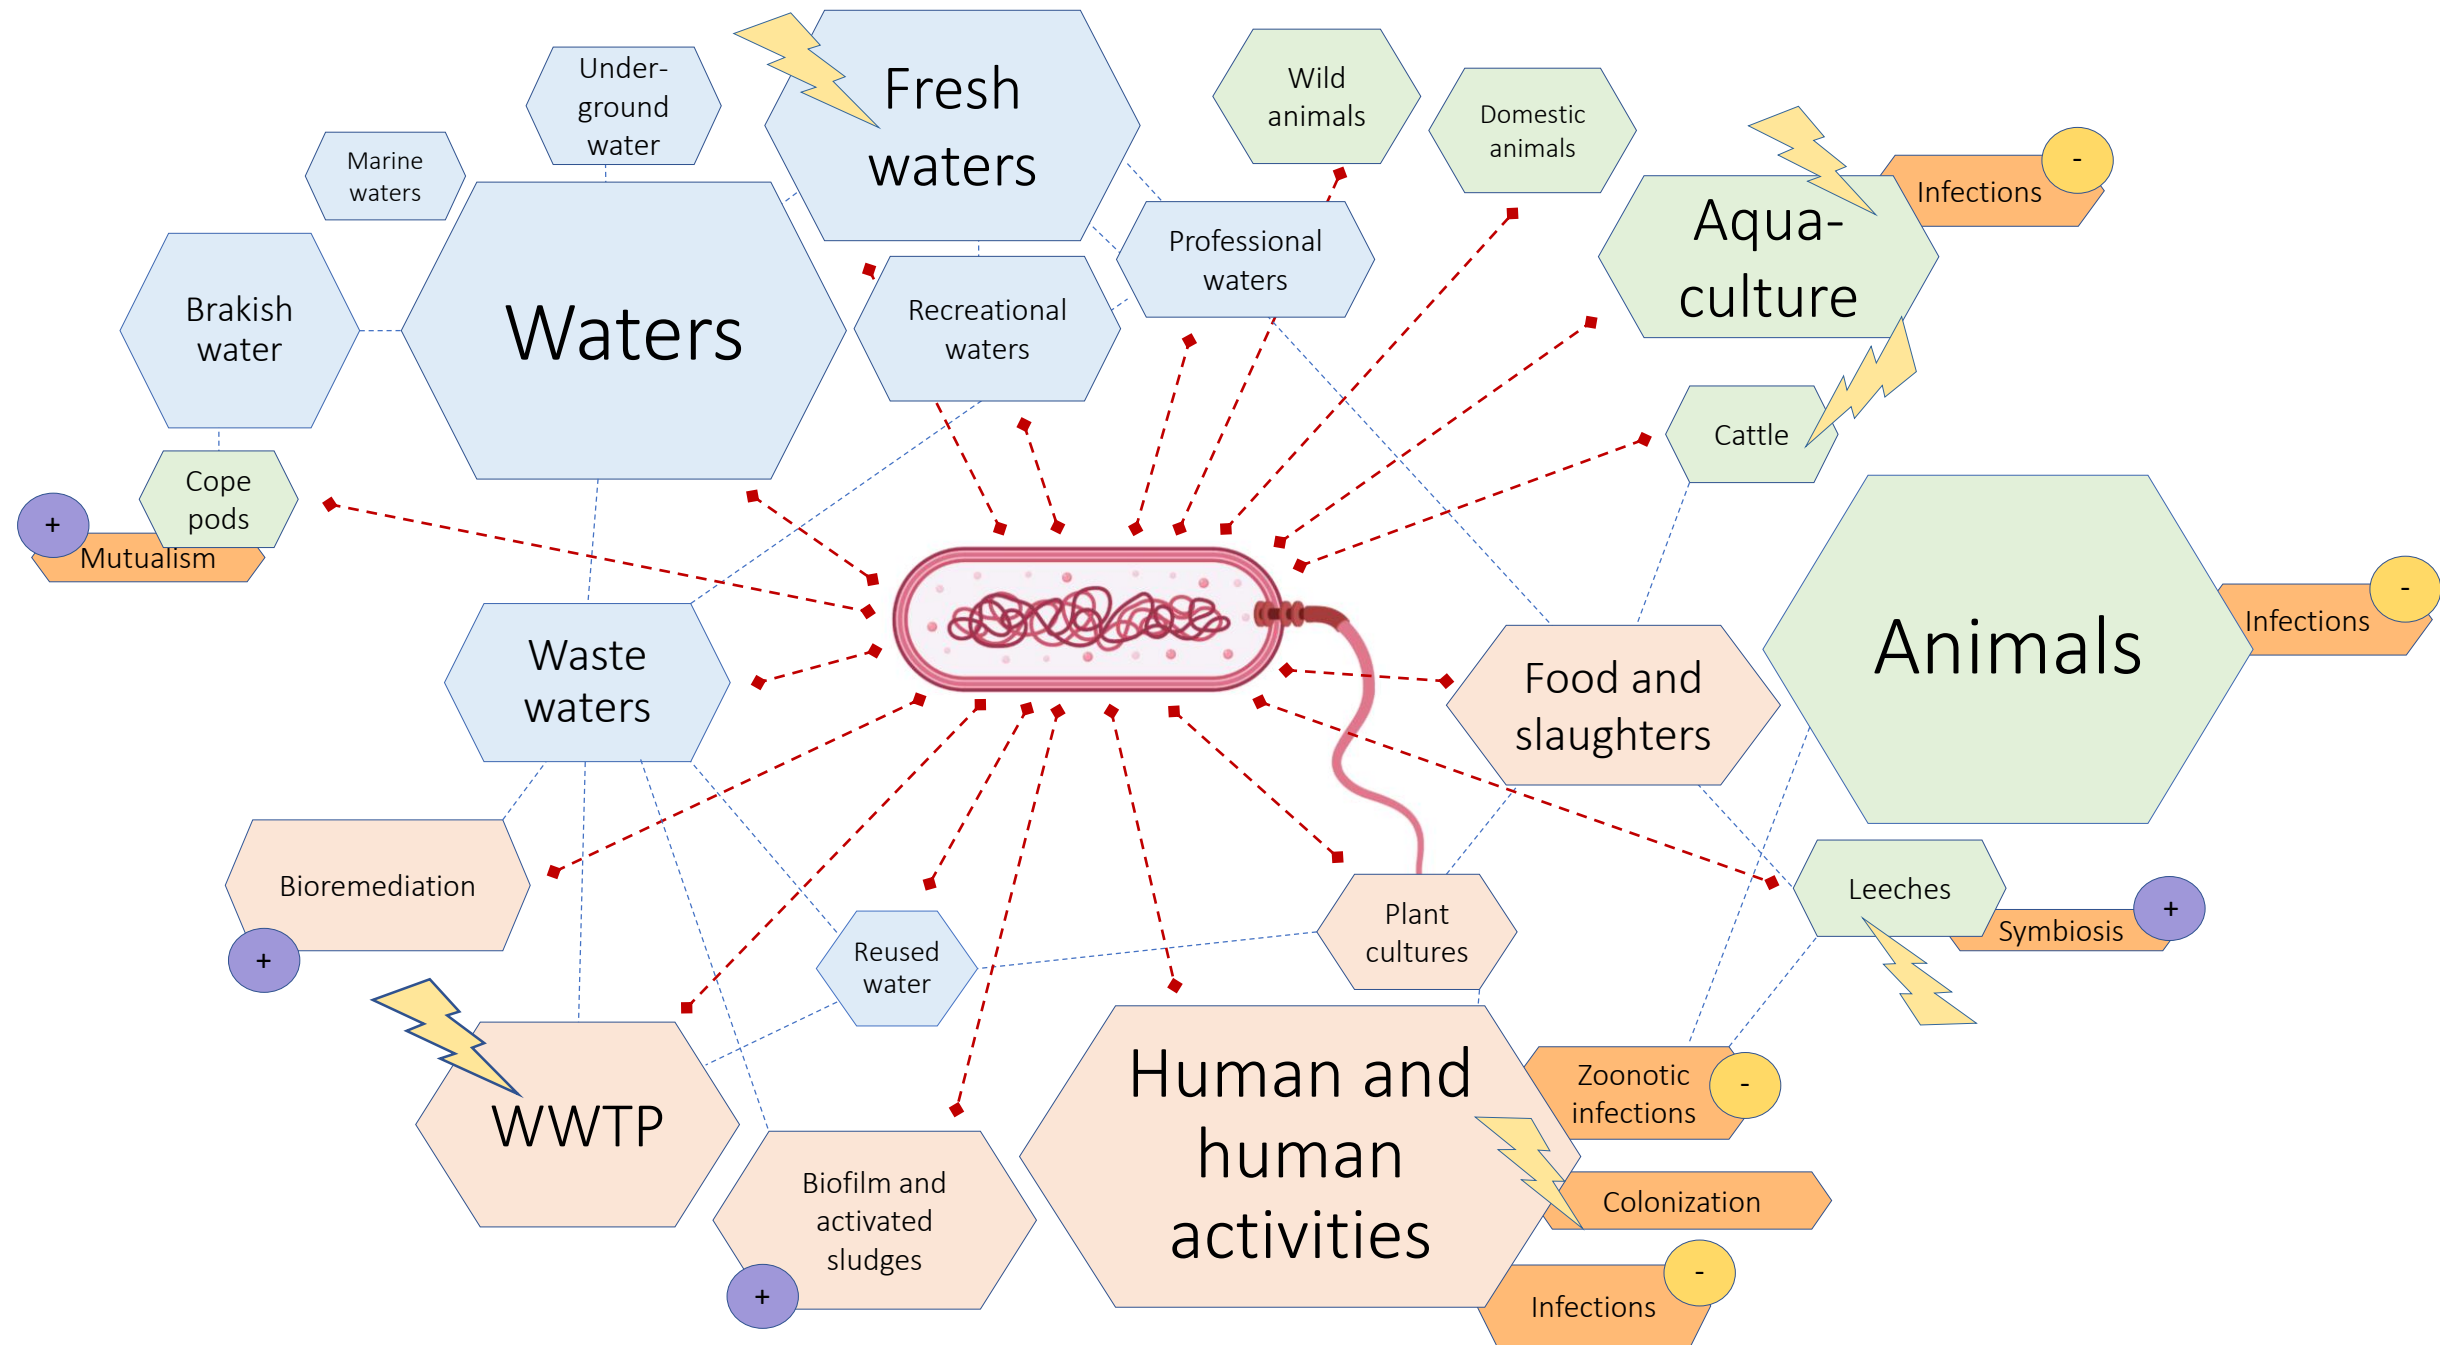 Under-
ground
water
Fresh
waters
Wild
animals
Domestic
animals
Marine
waters
Aqua-
culture
Infections
-
Professional
waters
Brakish
water
Waters
Recreational
waters
Cattle
Cope
pods
+
Mutualism
Waste
waters
Food and
slaughters
Animals
Infections
-
Bioremediation
+
Reused
water
Plant
cultures
Leeches
Symbiosis
+
WWTP
Biofilm and
activated
sludges
+
Human and
human
activities
Zoonotic
infections
-
Colonization
Infections
-